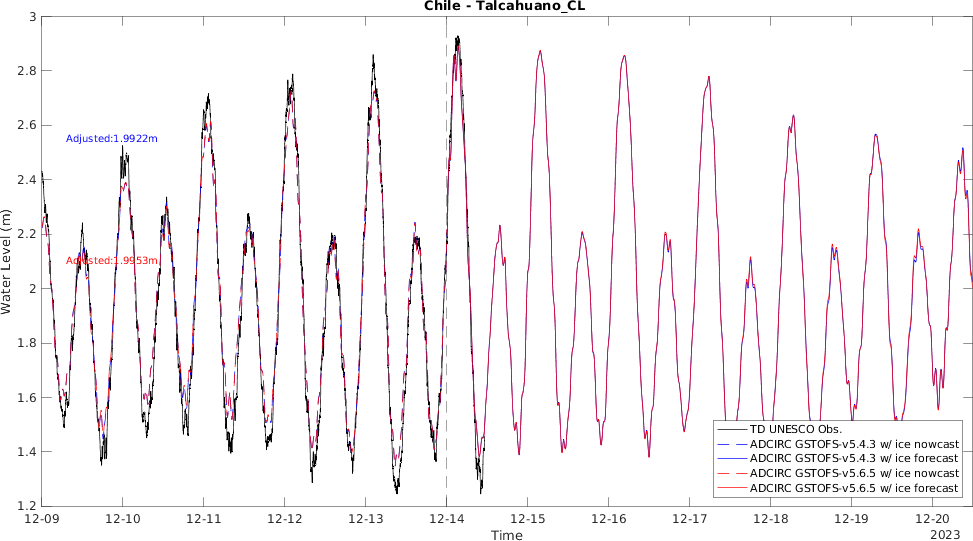 Chile - Talcahuano_CL
Water Level (m)
3
2.8
2.6
2.4
2.2
2
1.8
1.6
1.4
1.2
Adjusted:1.9922m
Adjusted:1.9953m
TD UNESCO Obs.
ADCIRC GSTOFS-v5.4.3 w/ ice nowcast
ADCIRC GSTOFS-v5.4.3 w/ ice forecast
ADCIRC GSTOFS-v5.6.5 w/ ice nowcast
ADCIRC GSTOFS-v5.6.5 w/ ice forecast
12-09 12-10 12-11 12-12 12-13 12-14 12-15 12-16 12-17 12-18 12-19 12-20
Time
2023